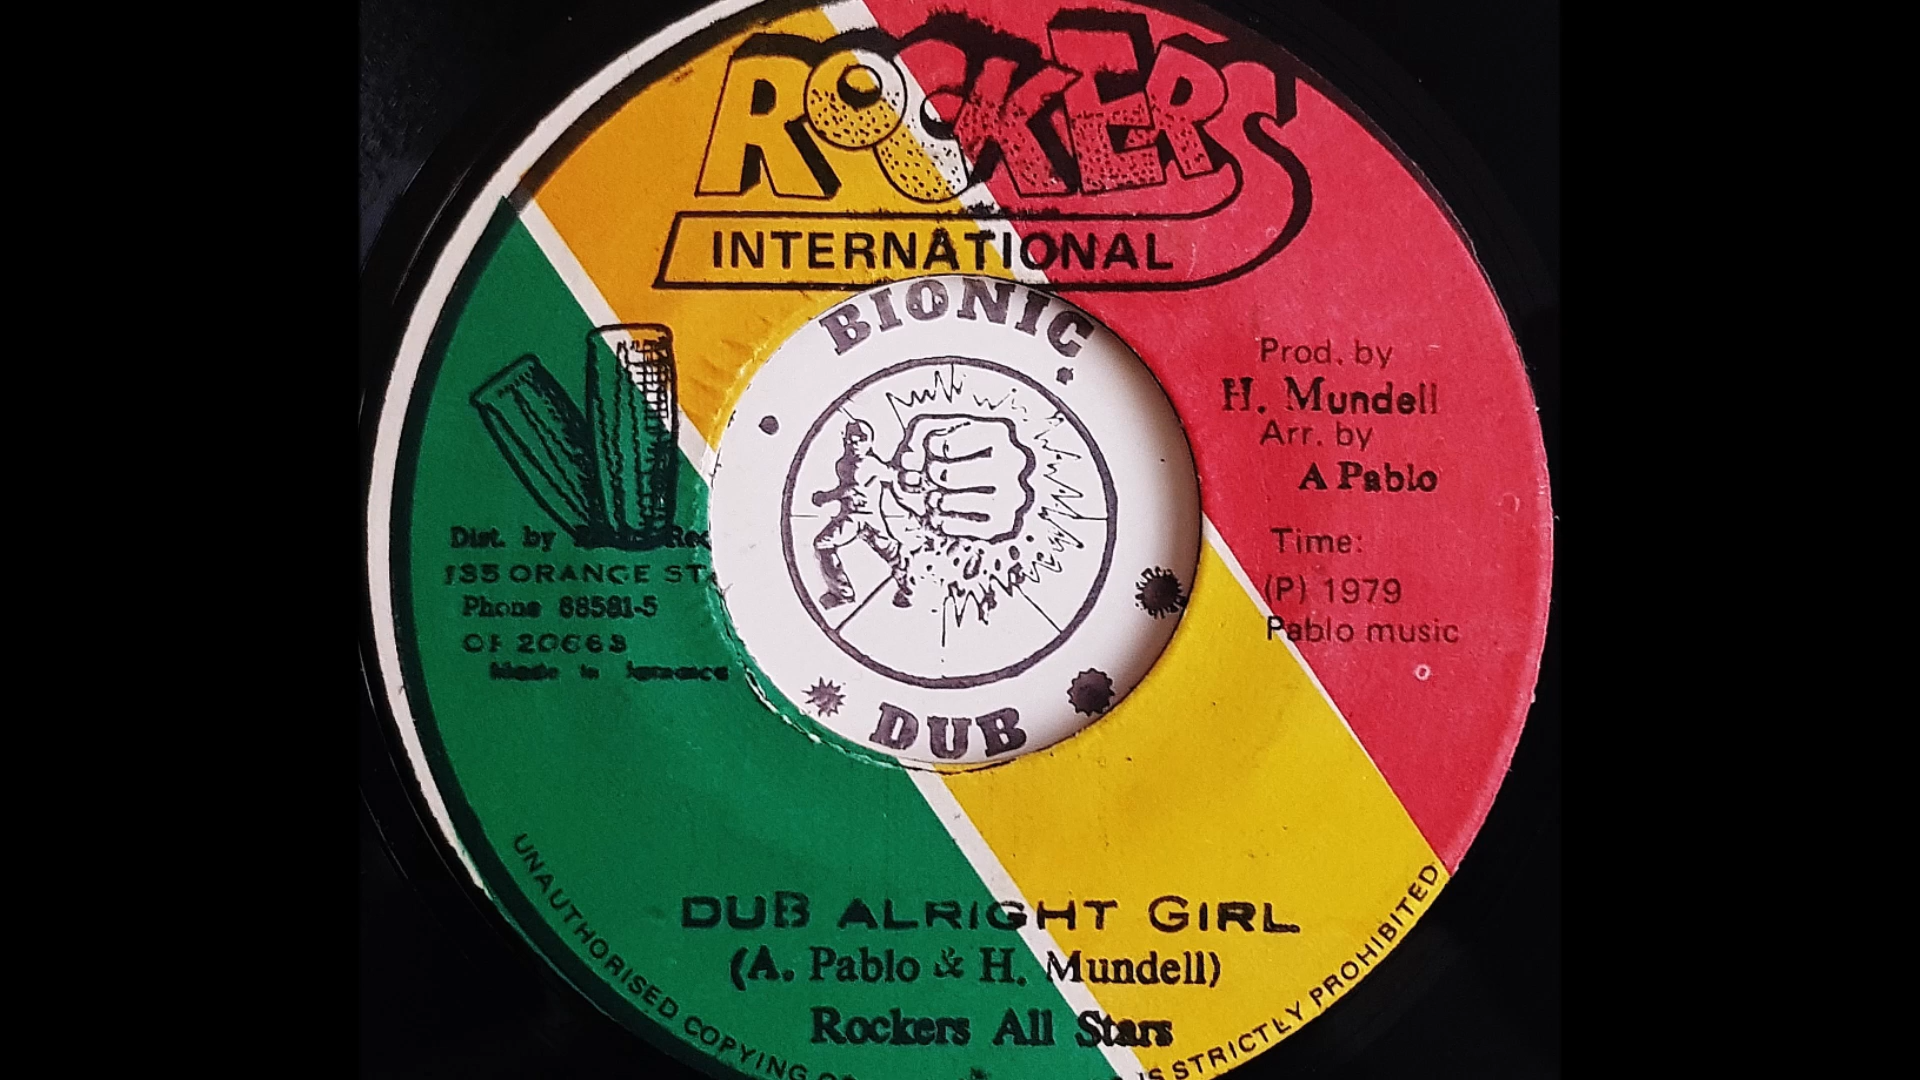 ROCKERS
INTERNATIONAL
BIONIC
DUB
Prod. by
H. Mundell
Arr. by
A Pablo
Time:
(P) 1979
Pablo music
Dist. by
135 ORANGE ST
Phone 88581-5
Made in Jamaica
DUB ALRIGHT GIRL
(A. Pablo & H. Mundell)
Rockers All Stars
UNAUTHORISED COPYING IS STRICTLY PROHIBITED